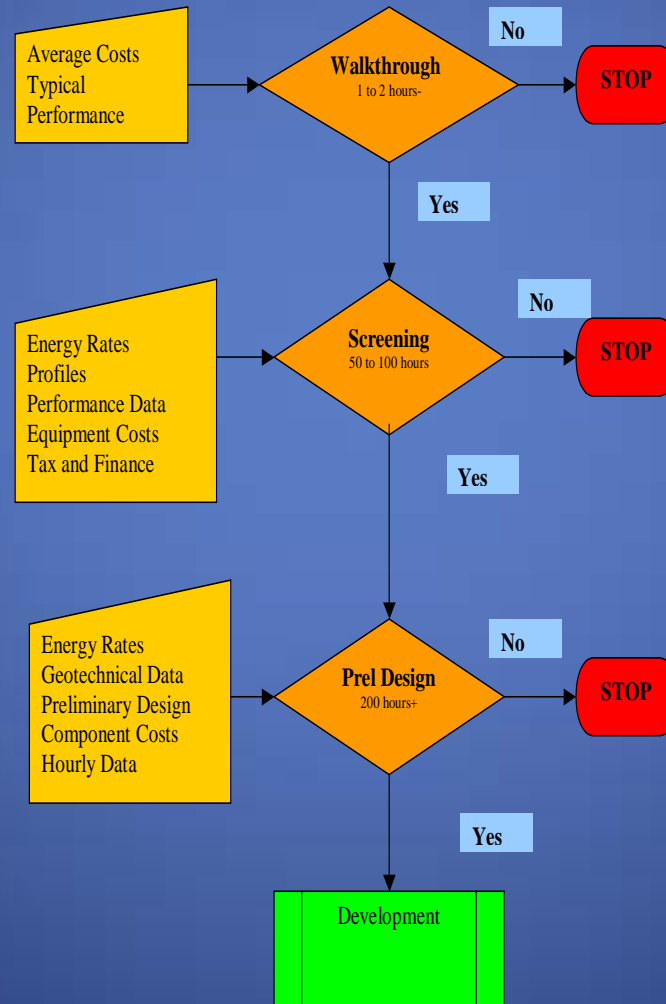 Average Costs
Typical
Performance
Walkthrough
1 to 2 hours-
No
STOP
Yes
Energy Rates
Profiles
Performance Data
Equipment Costs
Tax and Finance
Screening
50 to 100 hours
No
STOP
Yes
Energy Rates
Geotechnical Data
Preliminary Design
Component Costs
Hourly Data
Prel Design
200 hours+
No
STOP
Yes
Development